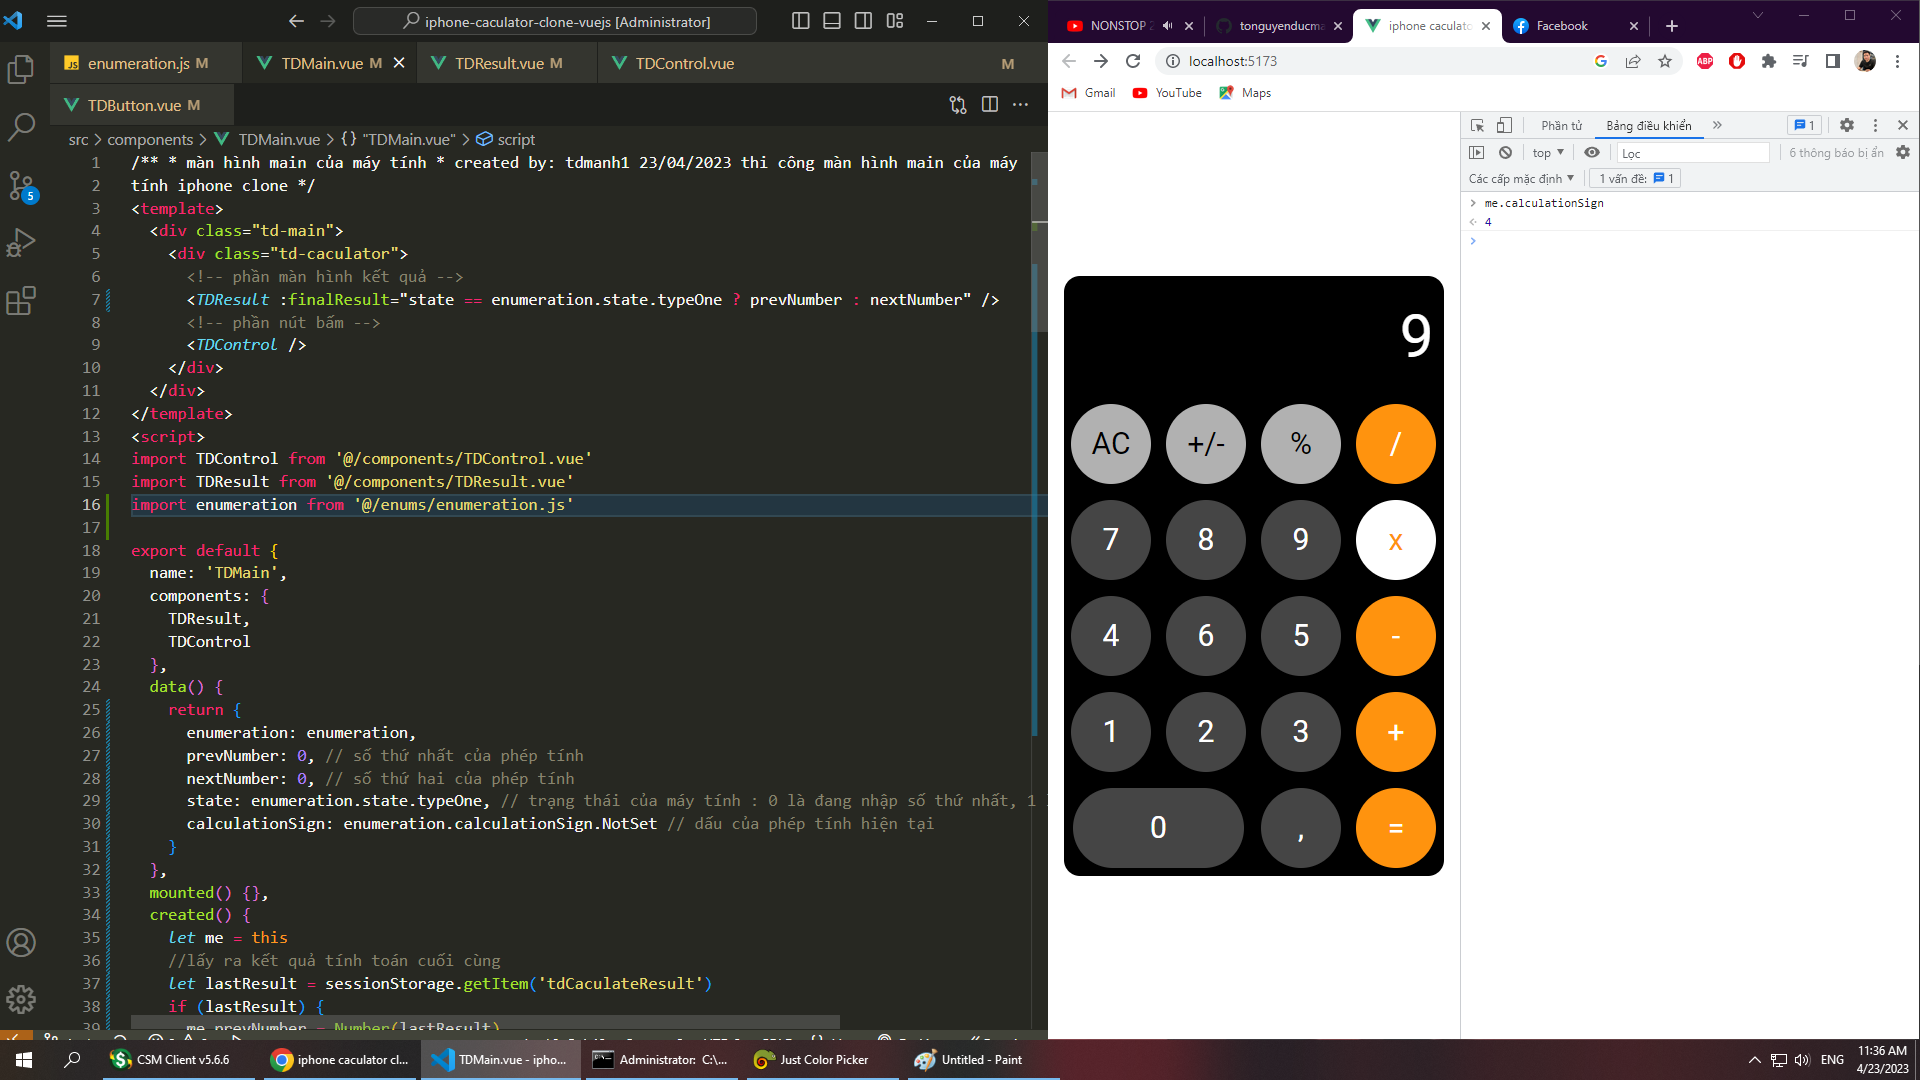 iphone-caculator-clone-vuejs [Administrator]
enumeration.js M
TDMain.vue M
TDResult.vue M
TDControl.vue M
TDButton.vue M
src > components > TDMain.vue > {} "TDMain.vue" > script
1 /** * màn hình main của máy tính * created by: tdmanh1 23/04/2023 thi công màn hình main của máy
2 tính iphone clone */
3 <template>
4 <div class="td-main">
5 <div class="td-caculator">
6 <!-- phần màn hình kết quả -->
7 <TDResult :finalResult="state == enumeration.state.typeOne ? prevNumber : nextNumber" />
8 <!-- phần nút bấm -->
9 <TDControl />
10 </div>
11 </div>
12 </template>
13 <script>
14 import TDControl from '@/components/TDControl.vue'
15 import TDResult from '@/components/TDResult.vue'
16 import enumeration from '@/enums/enumeration.js'
17
18 export default {
19 name: 'TDMain',
20 components: {
21 TDResult,
22 TDControl
23 },
24 data() {
25 return {
26 enumeration: enumeration,
27 prevNumber: 0, // số thứ nhất của phép tính
28 nextNumber: 0, // số thứ hai của phép tính
29 state: enumeration.state.typeOne, // trạng thái của máy tính : 0 là đang nhập số thứ nhất, 1
30 calculationSign: enumeration.calculationSign.NotSet // dấu của phép tính hiện tại
31 }
32 },
33 mounted() {},
34 created() {
35 let me = this
36 //lấy ra kết quả tính toán cuối cùng
37 let lastResult = sessionStorage.getItem('tdCaculateResult')
38 if (lastResult) {
39 me.prevNumber = Number(lastResult)
5
NONSTOP 2
tonguyenducma
iphone caculato
Facebook
localhost:5173
Gmail
YouTube
Maps
Phần tử
Bảng điều khiển
1
top
Lọc
6 thông báo bị ẩn
Các cấp mặc định
1 vấn đề: 1
me.calculationSign
4
9
AC +/- % /
7 8 9 x
4 6 5 -
1 2 3 +
0 , =
CSM Client v5.6.6
iphone caculator cl...
TDMain.vue - ipho...
Administrator: C:\...
Just Color Picker
Untitled - Paint
ENG
11:36 AM
4/23/2023